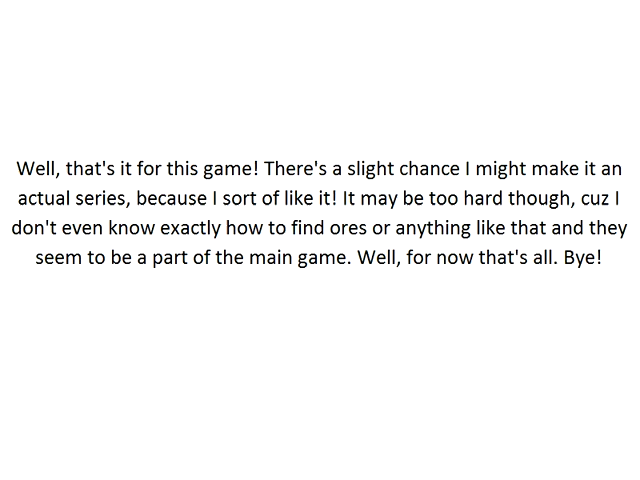 Well, that's it for this game! There's a slight chance I might make it an
actual series, because I sort of like it! It may be too hard though, cuz I
don't even know exactly how to find ores or anything like that and they
seem to be a part of the main game. Well, for now that's all. Bye!